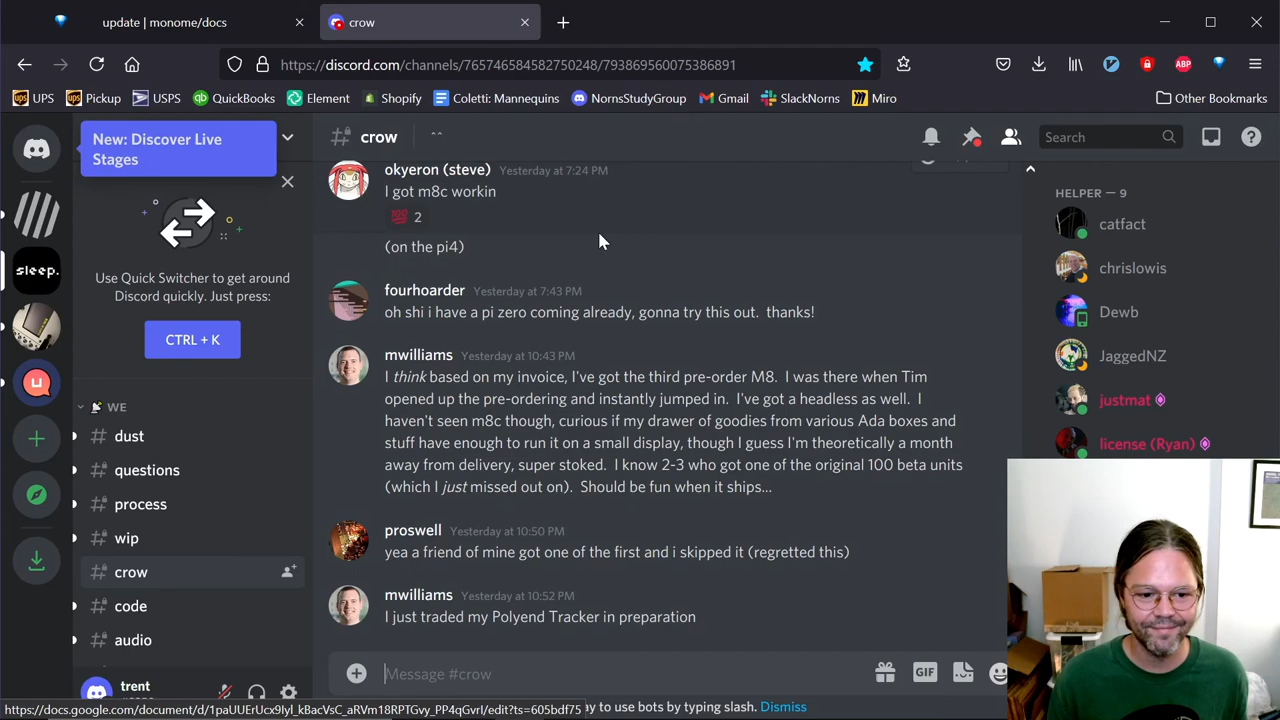 update | monome/docs
crow
https://discord.com/channels/765746584582750248/793869560075386891
UPS
Pickup
USPS
QuickBooks
Element
Shopify
Coletti: Mannequins
NornsStudyGroup
Gmail
SlackNorns
Miro
Other Bookmarks
New: Discover Live
Stages
Use Quick Switcher to get around
Discord quickly. Just press:
CTRL + K
WE
dust
questions
process
wip
crow
code
audio
trent
crow
Search
okyeron (steve) Yesterday at 7:24 PM
I got m8c workin
💯 2
(on the pi4)
fourhoarder Yesterday at 7:43 PM
oh shi i have a pi zero coming already, gonna try this out. thanks!
mwilliams Yesterday at 10:43 PM
I think based on my invoice, I've got the third pre-order M8. I was there when Tim
opened up the pre-ordering and instantly jumped in. I've got a headless as well. I
haven't seen m8c though, curious if my drawer of goodies from various Ada boxes and
stuff have enough to run it on a small display, though I guess I'm theoretically a month
away from delivery, super stoked. I know 2-3 who got one of the original 100 beta units
(which I just missed out on). Should be fun when it ships...
proswell Yesterday at 10:50 PM
yea a friend of mine got one of the first and i skipped it (regretted this)
mwilliams Yesterday at 10:52 PM
I just traded my Polyend Tracker in preparation
Message #crow
GIF
ay to use bots by typing slash. Dismiss
HELPER — 9
catfact
chrislowis
Dewb
JaggedNZ
justmat
license (Ryan)
sleep.
ABP